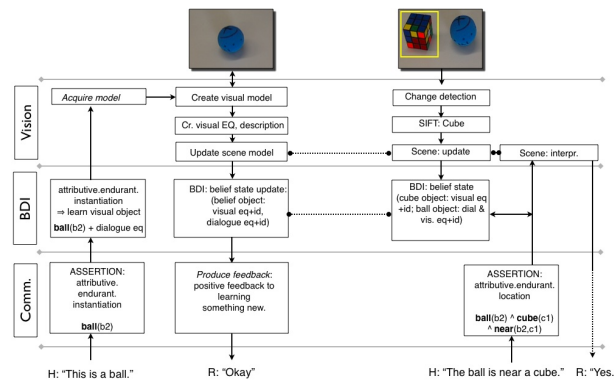 Vision
Acquire model
Create visual model
Cr. visual EQ, description
Update scene model
Change detection
SIFT: Cube
Scene: update
Scene: interpr.
BDI
attributive.endurant.
instantiation
⇒ learn visual object
ball(b2) + dialogue eq
BDI: belief state update:
(belief object:
visual eq+id,
dialogue eq+id)
BDI: belief state
(cube object: visual eq
+id; ball object: dial &
vis. eq+id)
Comm.
ASSERTION:
attributive.
endurant.
instantiation
ball(b2)
Produce feedback:
positive feedback to
learning
something new.
ASSERTION:
attributive.endurant.
location
ball(b2) ^ cube(c1)
^ near(b2,c1)
H: "This is a ball."
R: "Okay"
H: "The ball is near a cube."
R: "Yes.